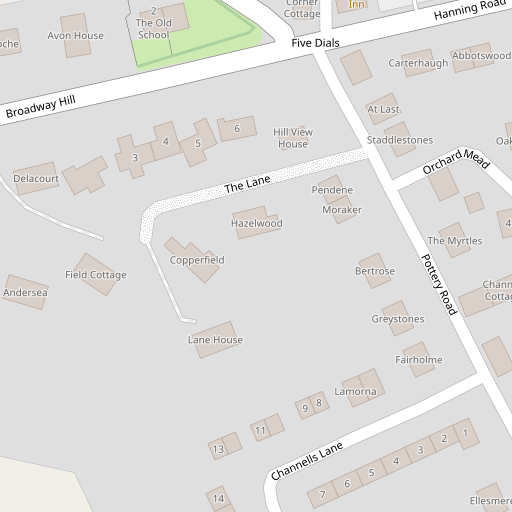 2
The Old
School
Corner
Cottage
Inn
Hanning Road
Avon House
Five Dials
Carterhaugh
Abbotswood
Broadway Hill
At Last
6
Hill View
House
Staddlestones
4
5
3
Orchard Mead
Delacourt
The Lane
Pendene
Moraker
Hazelwood
4
The Myrtles
Copperfield
Field Cottage
Bertrose
Pottery Road
Andersea
Greystones
Lane House
Fairholme
Lamorna
9
8
11
13
Channells Lane
1
2
3
4
5
6
7
14